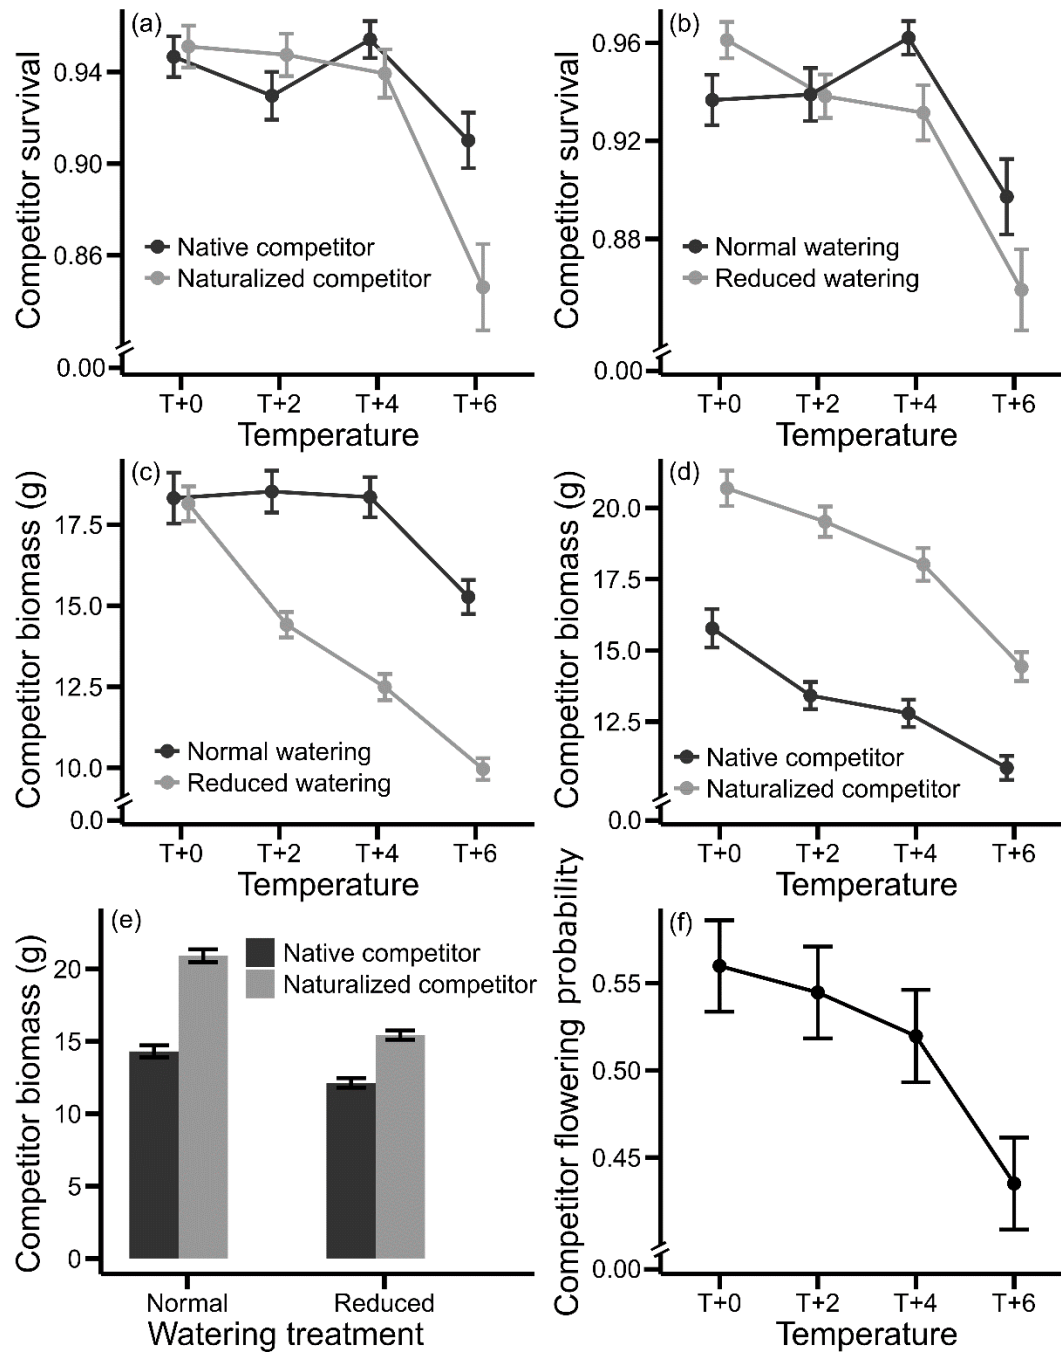 (a)
Competitor survival
0.94
0.90
0.86
0.00
Native competitor
Naturalized competitor
T+0 T+2 T+4 T+6
Temperature
(b)
Competitor survival
0.96
0.92
0.88
0.00
Normal watering
Reduced watering
T+0 T+2 T+4 T+6
Temperature
(c)
Competitor biomass (g)
17.5
15.0
12.5
10.0
0.0
Normal watering
Reduced watering
T+0 T+2 T+4 T+6
Temperature
(d)
Competitor biomass (g)
20.0
17.5
15.0
12.5
0.0
Native competitor
Naturalized competitor
T+0 T+2 T+4 T+6
Temperature
(e)
Competitor biomass (g)
20
15
10
5
0
Native competitor
Naturalized competitor
Normal Reduced
Watering treatment
(f)
Competitor flowering probability
0.55
0.50
0.45
0.00
T+0 T+2 T+4 T+6
Temperature